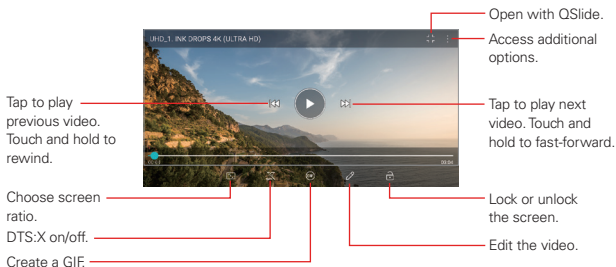 Open with QSlide.
UHD_1. INK DROPS 4K (ULTRA HD)
Access additional
options.
Tap to play
previous video.
Touch and hold to
rewind.
Tap to play next
video. Touch and
hold to fast-forward.
Choose screen
ratio.
Lock or unlock
the screen.
DTS:X on/off.
Edit the video.
Create a GIF.